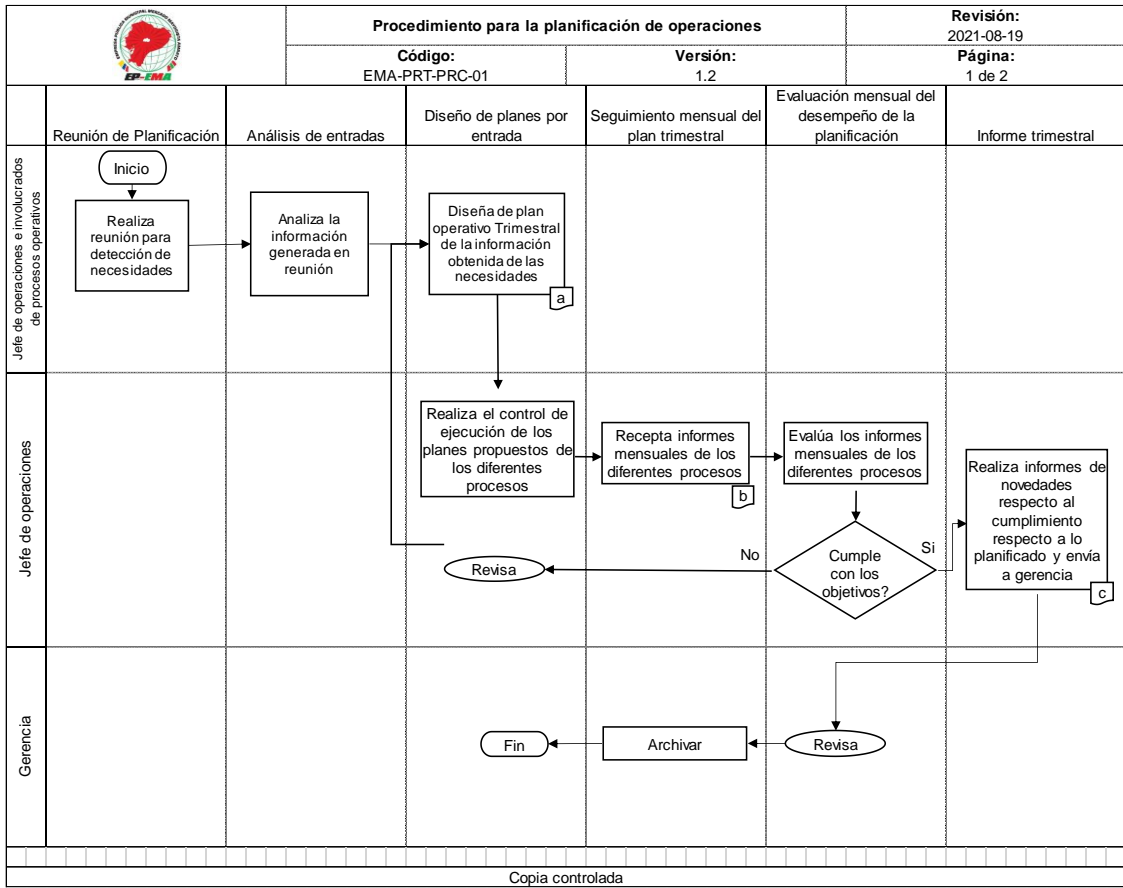 EMPRESA PÚBLICA MUNICIPAL MERCADO MAYORISTA AMBATO
EP-EMA
Procedimiento para la planificación de operaciones
Revisión:
2021-08-19
Código:
EMA-PRT-PRC-01
Versión:
1.2
Página:
1 de 2
Reunión de Planificación
Análisis de entradas
Diseño de planes por
entrada
Seguimiento mensual del
plan trimestral
Evaluación mensual del
desempeño de la
planificación
Informe trimestral
Jefe de operaciones e involucrados
de procesos operativos
Inicio
Realiza
reunión para
detección de
necesidades
Analiza la
información
generada en
reunión
Diseña de plan
operativo Trimestral
de la información
obtenida de las
necesidades
a
Jefe de operaciones
Realiza el control de
ejecución de los
planes propuestos de
los diferentes
procesos
Recepta informes
mensuales de los
diferentes procesos
b
Evalúa los informes
mensuales de los
diferentes procesos
Cumple
con los
objetivos?
No
Si
Revisa
Realiza informes de
novedades
respecto al
cumplimiento
respecto a lo
planificado y envía
a gerencia
c
Gerencia
Fin
Archivar
Revisa
Copia controlada